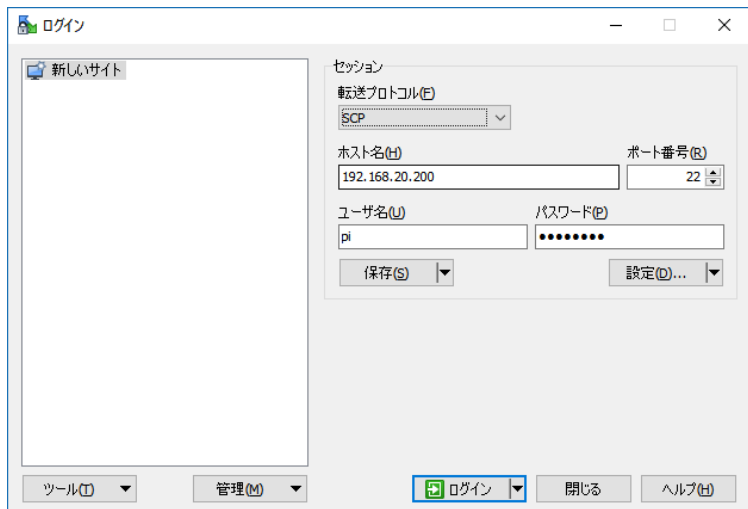 ログイン
新しいサイト
セッション
転送プロトコル(F)
SCP
ホスト名(H)
ポート番号(R)
192.168.20.200
22
ユーザ名(U)
パスワード(P)
pi
●●●●●●●●
保存(S)
設定(D)...
ツール(T)
管理(M)
ログイン
閉じる
ヘルプ(H)